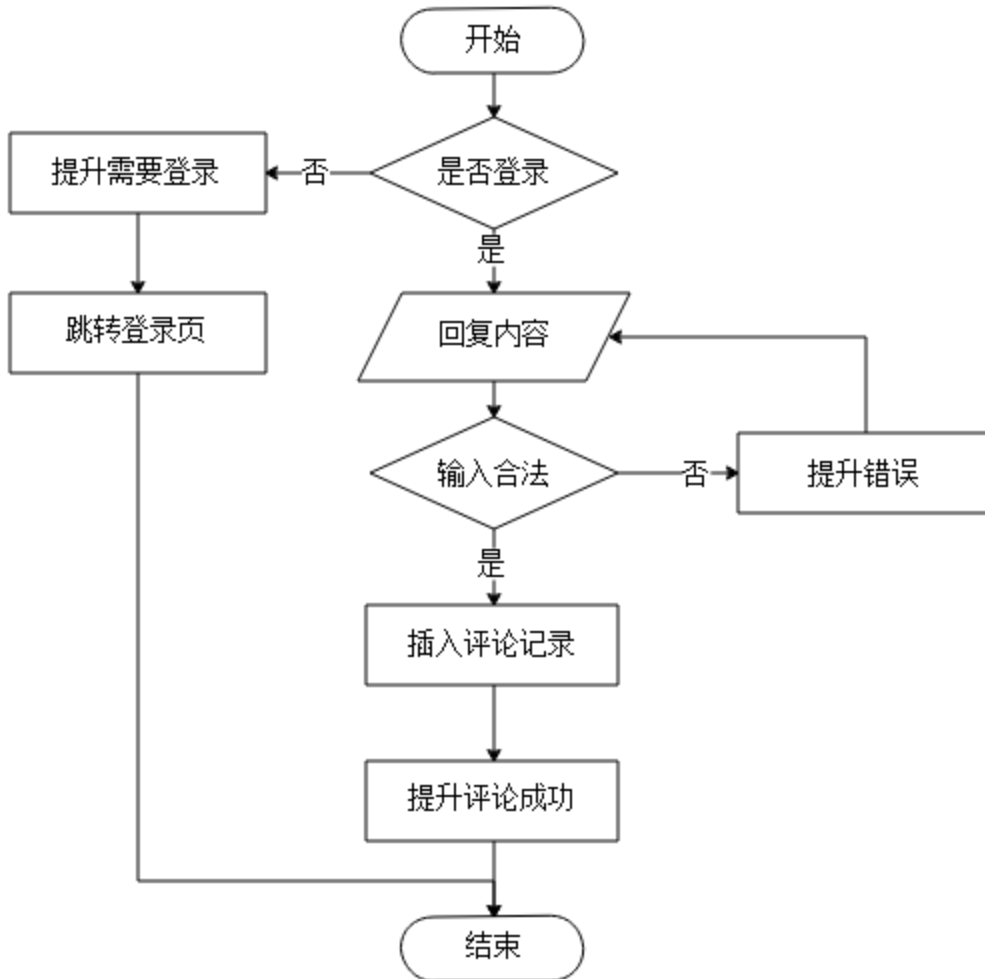 开始
是否登录
否
提升需要登录
是
跳转登录页
回复内容
输入合法
否
提升错误
是
插入评论记录
提升评论成功
结束